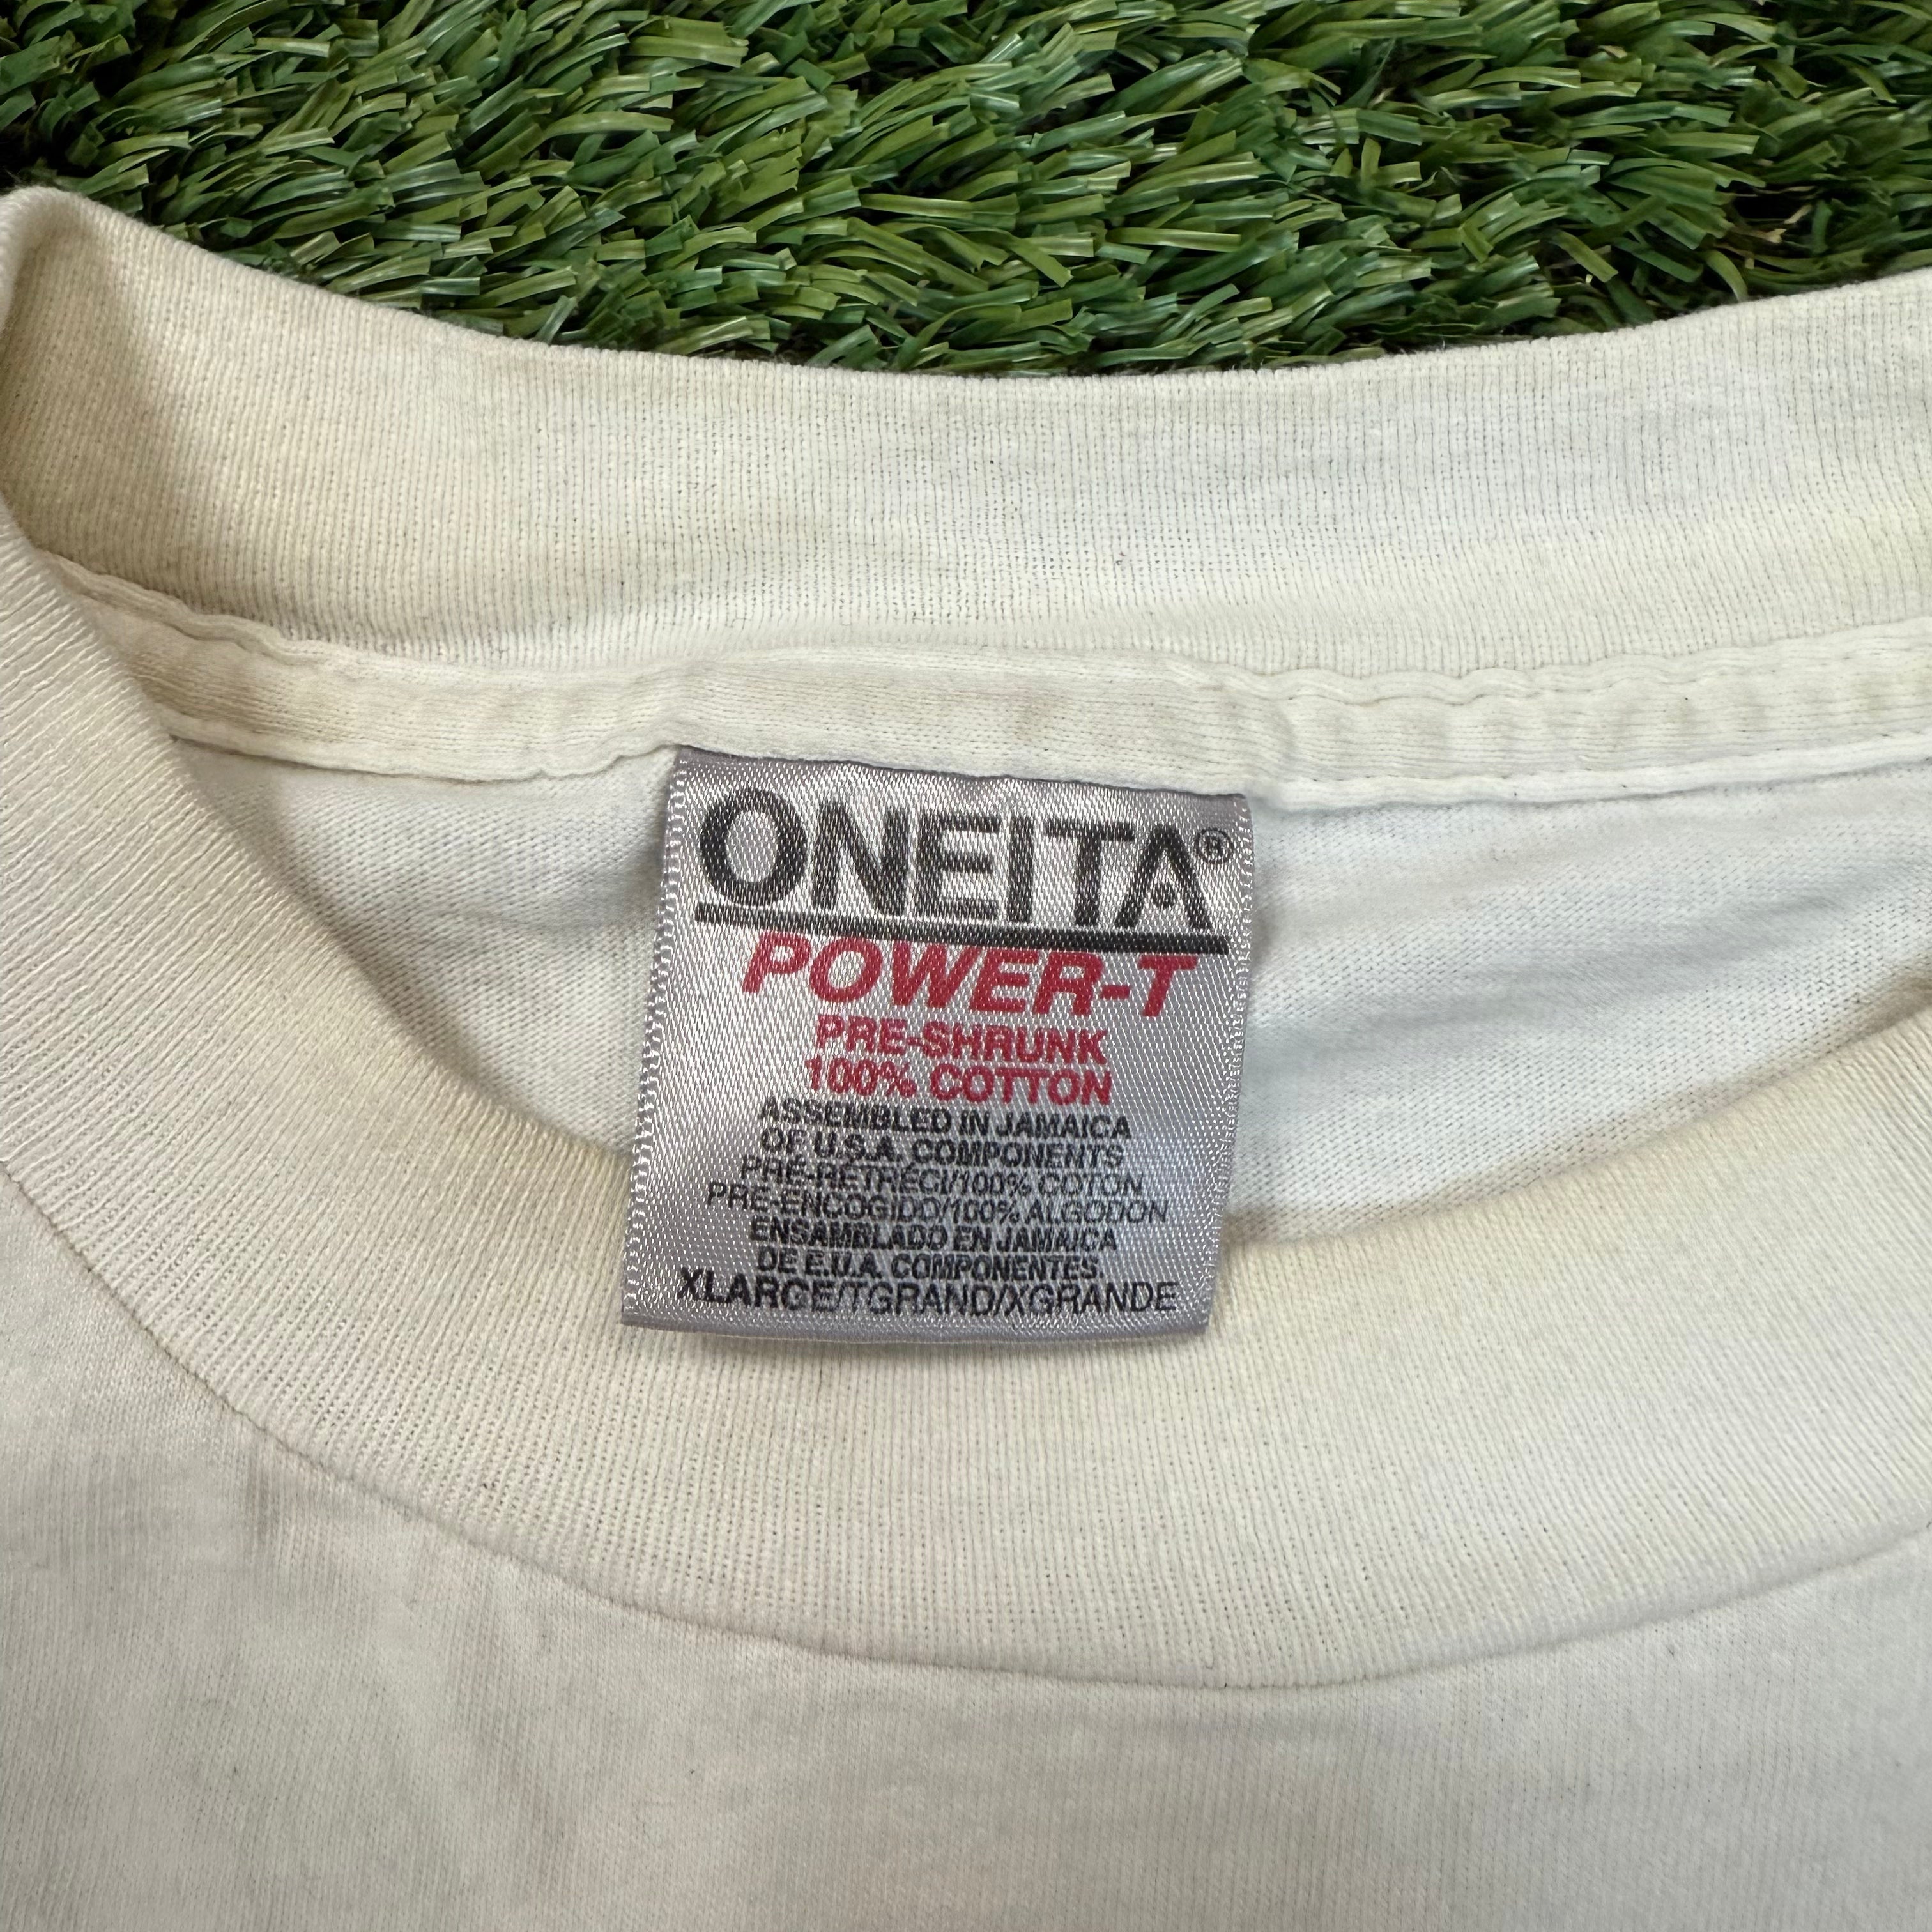 ONEITA®
POWER-T
PRE-SHRUNK
100% COTTON
ASSEMBLED IN JAMAICA
OF U.S.A. COMPONENTS
PRÉ-RÉTRÉCI/100% COTON
PRE-ENCOGIDO/100% ALGODON
ENSAMBLADO EN JAMAICA
DE E.U.A. COMPONENTES
XLARGE/TGRAND/XGRANDE